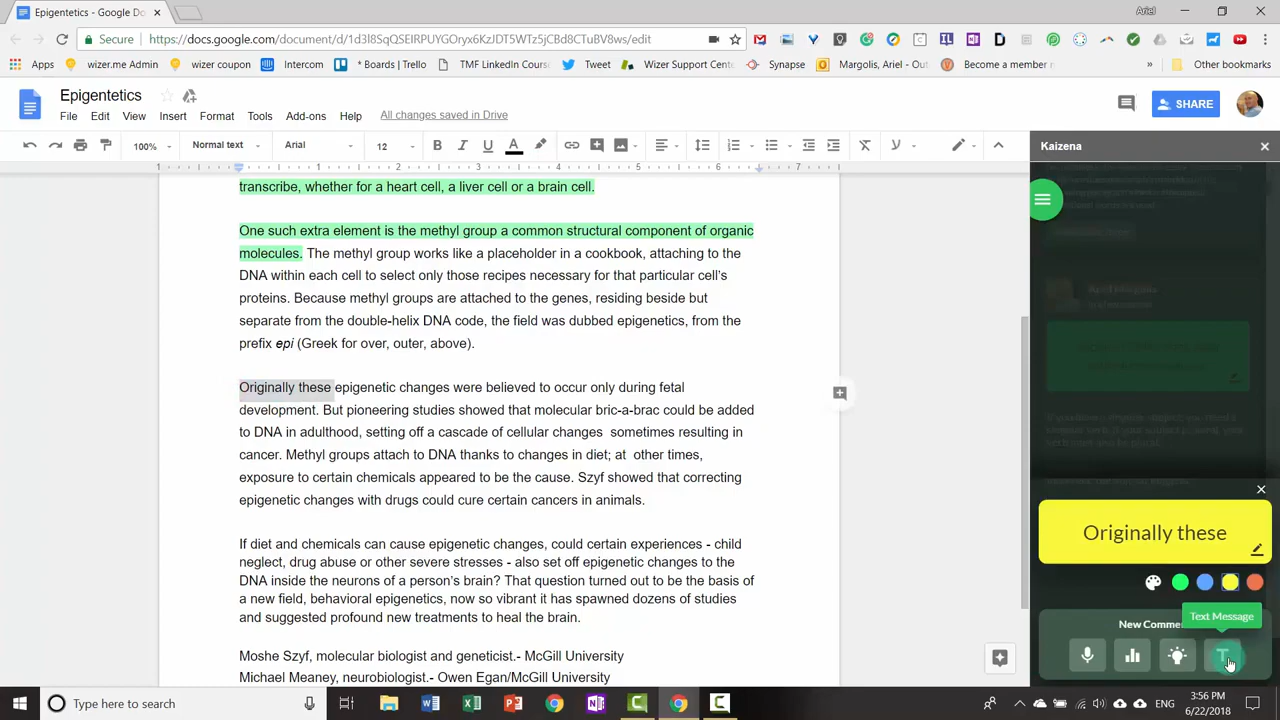 Epigentetics - Google Do
Ariel
Secure
https://docs.google.com/document/d/1d3l8SqQSEIRPUYGOryx6KzJDT5WTz5jCBd8CTuBV8ws/edit
Apps
wizer.me Admin
wizer coupon
Intercom
* Boards | Trello
TMF LinkedIn Cours
Tweet
Wizer Support Cent
Synapse
Margolis, Ariel - Out
Become a member
Other bookmarks
Epigentetics
File Edit View Insert Format Tools Add-ons Help
All changes saved in Drive
SHARE
100% Normal text Arial 12
Kaizena
1 2 3 4 5 6 7
transcribe, whether for a heart cell, a liver cell or a brain cell.
One such extra element is the methyl group a common structural component of organic
molecules. The methyl group works like a placeholder in a cookbook, attaching to the
DNA within each cell to select only those recipes necessary for that particular cell's
proteins. Because methyl groups are attached to the genes, residing beside but
separate from the double-helix DNA code, the field was dubbed epigenetics, from the
prefix epi (Greek for over, outer, above).
Originally these epigenetic changes were believed to occur only during fetal
development. But pioneering studies showed that molecular bric-a-brac could be added
to DNA in adulthood, setting off a cascade of cellular changes sometimes resulting in
cancer. Methyl groups attach to DNA thanks to changes in diet; at other times,
exposure to certain chemicals appeared to be the cause. Szyf showed that correcting
epigenetic changes with drugs could cure certain cancers in animals.
If diet and chemicals can cause epigenetic changes, could certain experiences - child
neglect, drug abuse or other severe stresses - also set off epigenetic changes to the
DNA inside the neurons of a person's brain? That question turned out to be the basis of
a new field, behavioral epigenetics, now so vibrant it has spawned dozens of studies
and suggested profound new treatments to heal the brain.
Moshe Szyf, molecular biologist and geneticist.- McGill University
Michael Meaney, neurobiologist.- Owen Egan/McGill University
Originally these
Text Message
New Comme
Type here to search
ENG
3:56 PM
6/22/2018